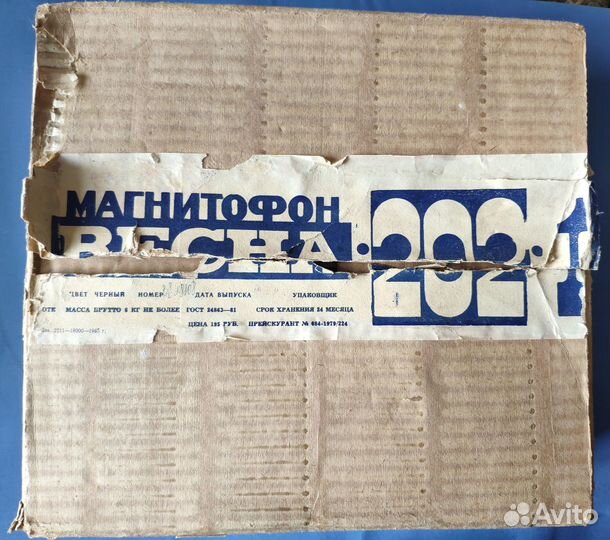 МАГНИТОФОН
ВЕСНА·202·1
ЦВЕТ ЧЕРНЫЙ НОМЕР ДАТА ВЫПУСКА УПАКОВЩИК
ОТК МАССА БРУТТО 6 КГ НЕ БОЛЕЕ ГОСТ 24863—81 СРОК ХРАНЕНИЯ 24 МЕСЯЦА
ЦЕНА 195 РУБ. ПРЕЙСКУРАНТ № 084-1979/224
Avito